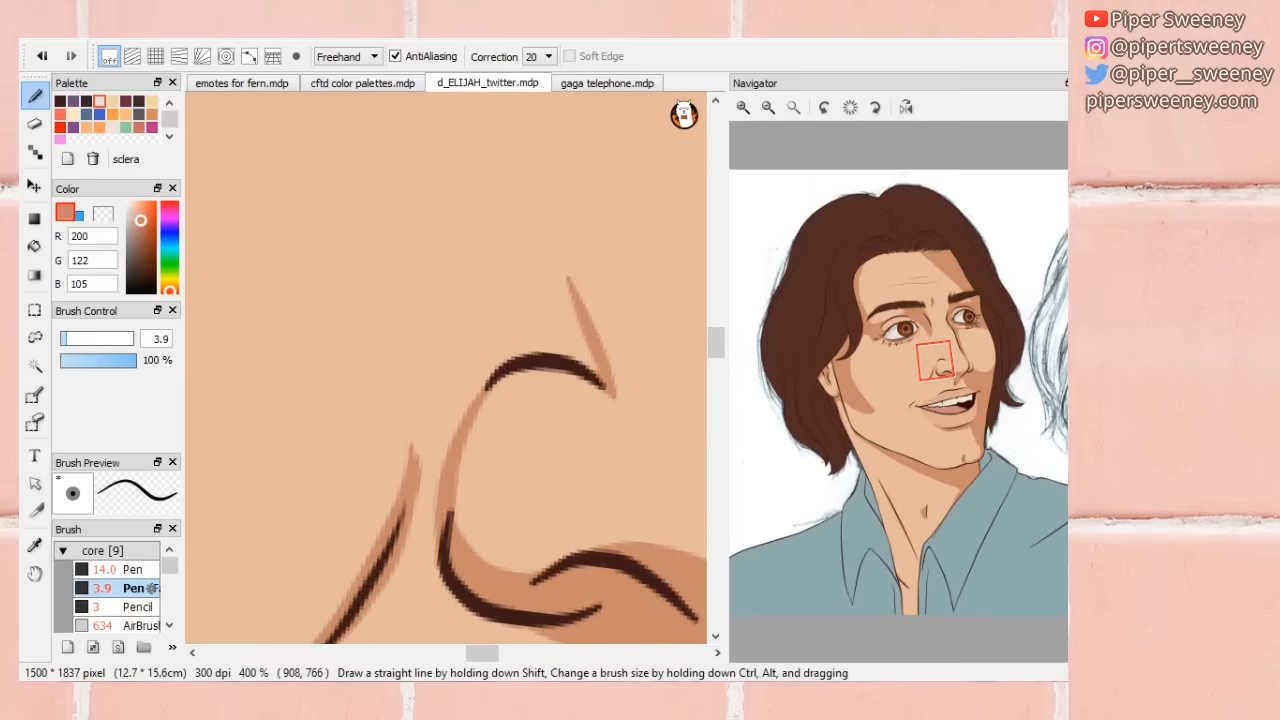 Piper Sweeney
@pipertsweeney
@piper__sweeney
pipersweeney.com
off
Freehand
AntiAliasing
Correction 20
Soft Edge
Palette
emotes for fern.mdp
cftd color palettes.mdp
d_ELIJAH_twitter.mdp
gaga telephone.mdp
Navigator
sclera
Color
R 200
G 122
B 105
Brush Control
3.9
100 %
T
Brush Preview
*
Brush
core [9]
14.0 Pen
3.9 Pen
3 Pencil
634 AirBrus
S
1500 * 1837 pixel (12.7 * 15.6cm) 300 dpi 400 % ( 908, 766 ) Draw a straight line by holding down Shift, Change a brush size by holding down Ctrl, Alt, and dragging